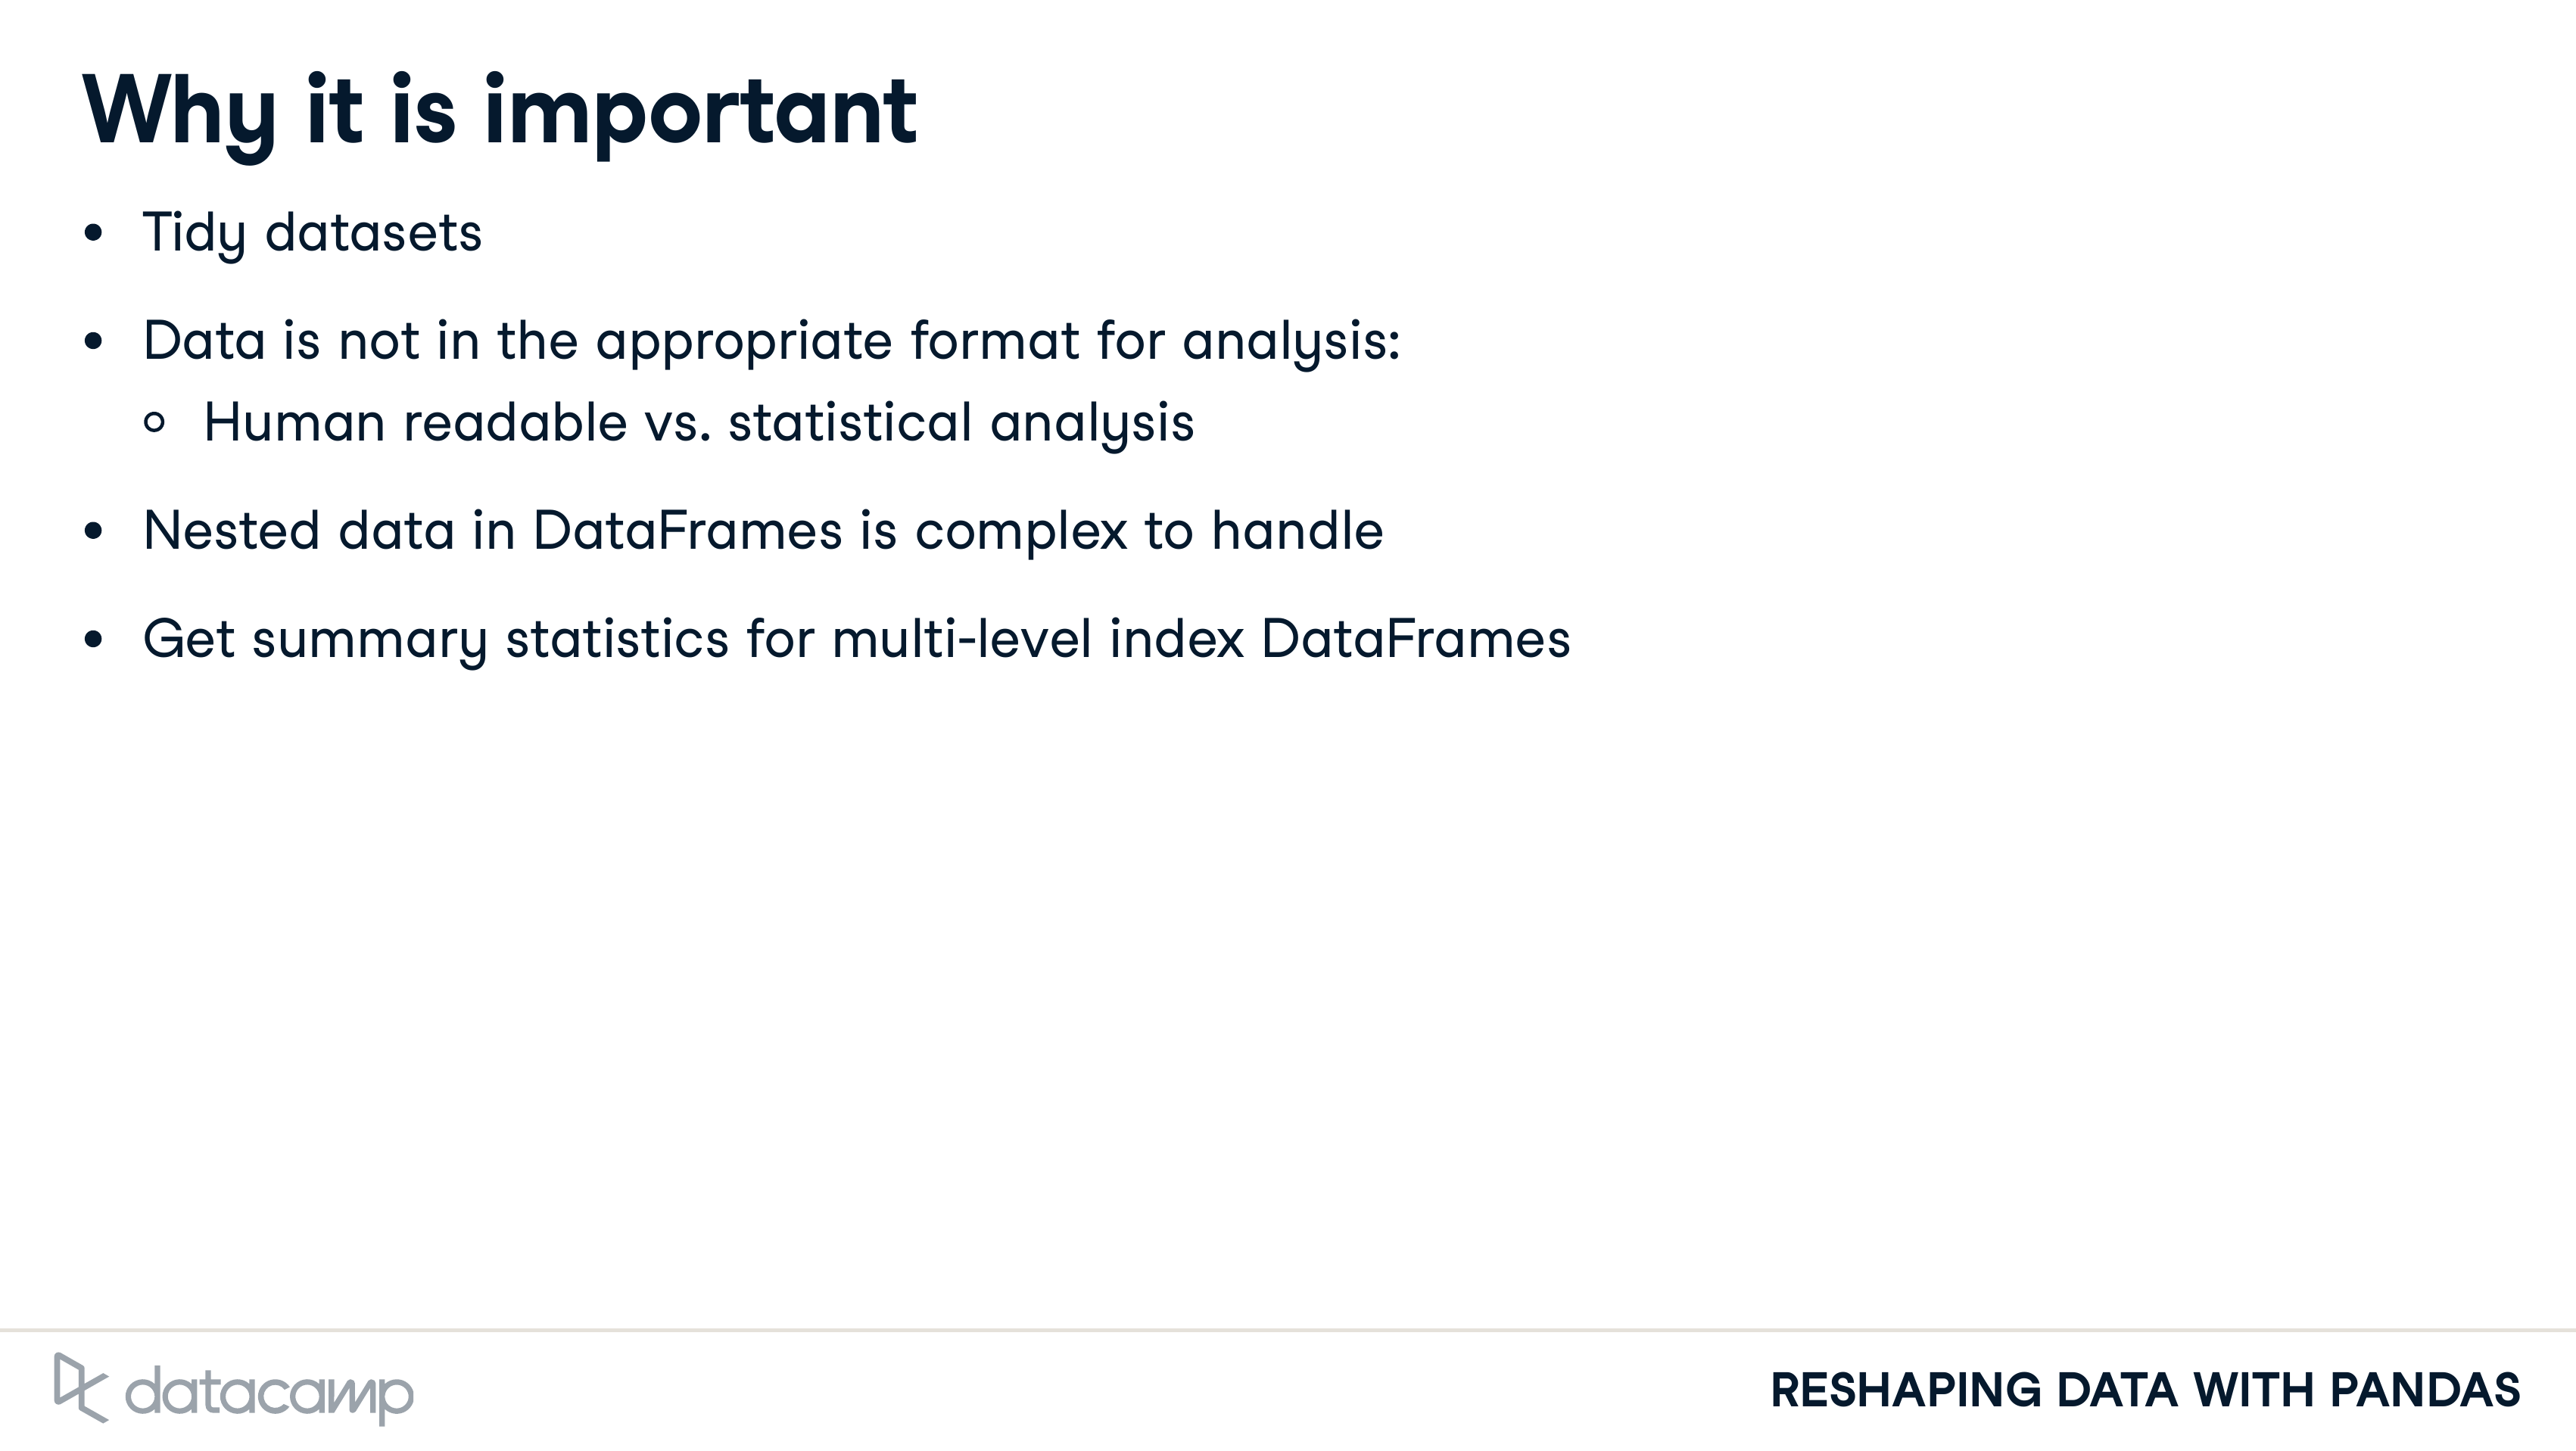 Why it is important
• Tidy datasets
• Data is not in the appropriate format for analysis:
◦ Human readable vs. statistical analysis
• Nested data in DataFrames is complex to handle
• Get summary statistics for multi-level index DataFrames
datacamp
RESHAPING DATA WITH PANDAS